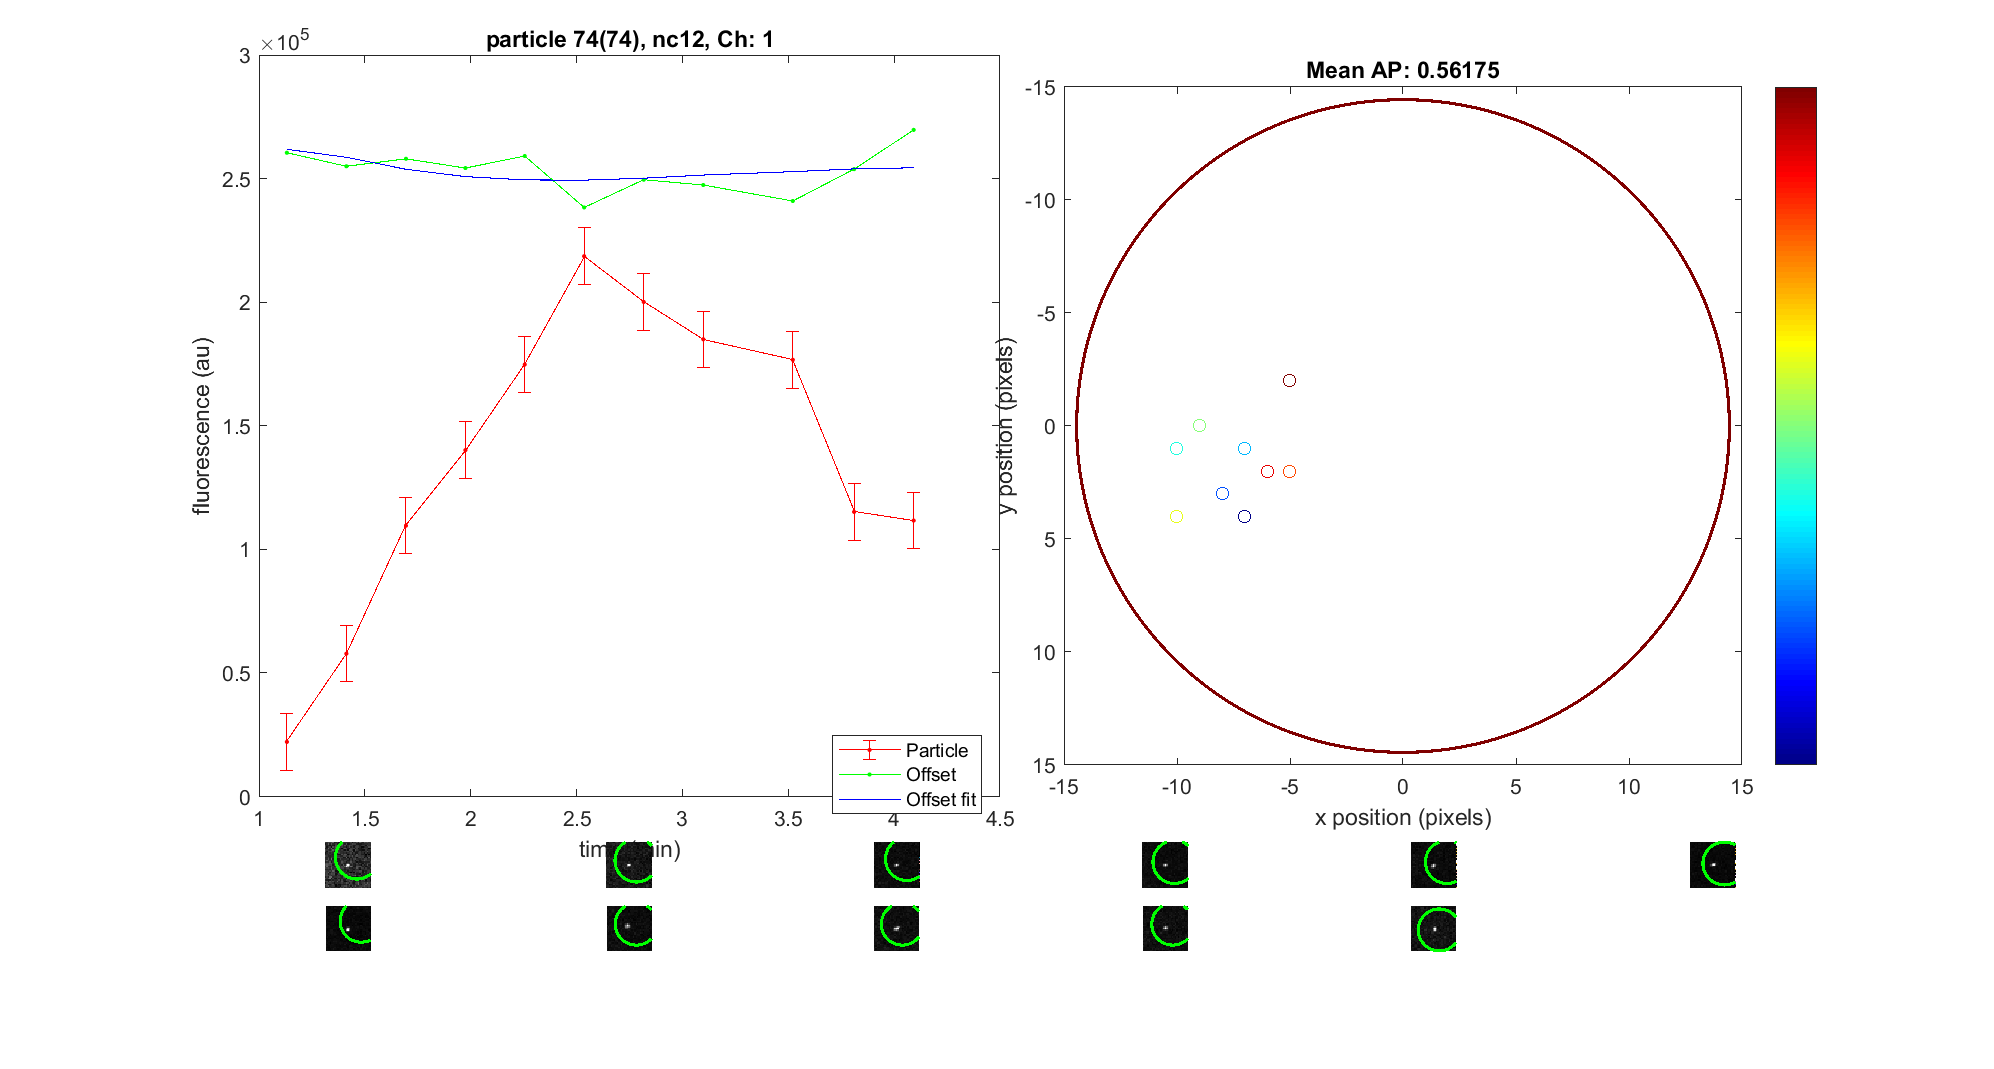 particle 74(74), nc12, Ch: 1
×10^5
3
2.5
2
1.5
1
0.5
0
fluorescence (au)
1 1.5 2 2.5 3 3.5 4 4.5
Particle
Offset
Offset fit
Mean AP: 0.56175
-15
-10
-5
0
5
10
15
y position (pixels)
-15 -10 -5 0 5 10 15
x position (pixels)